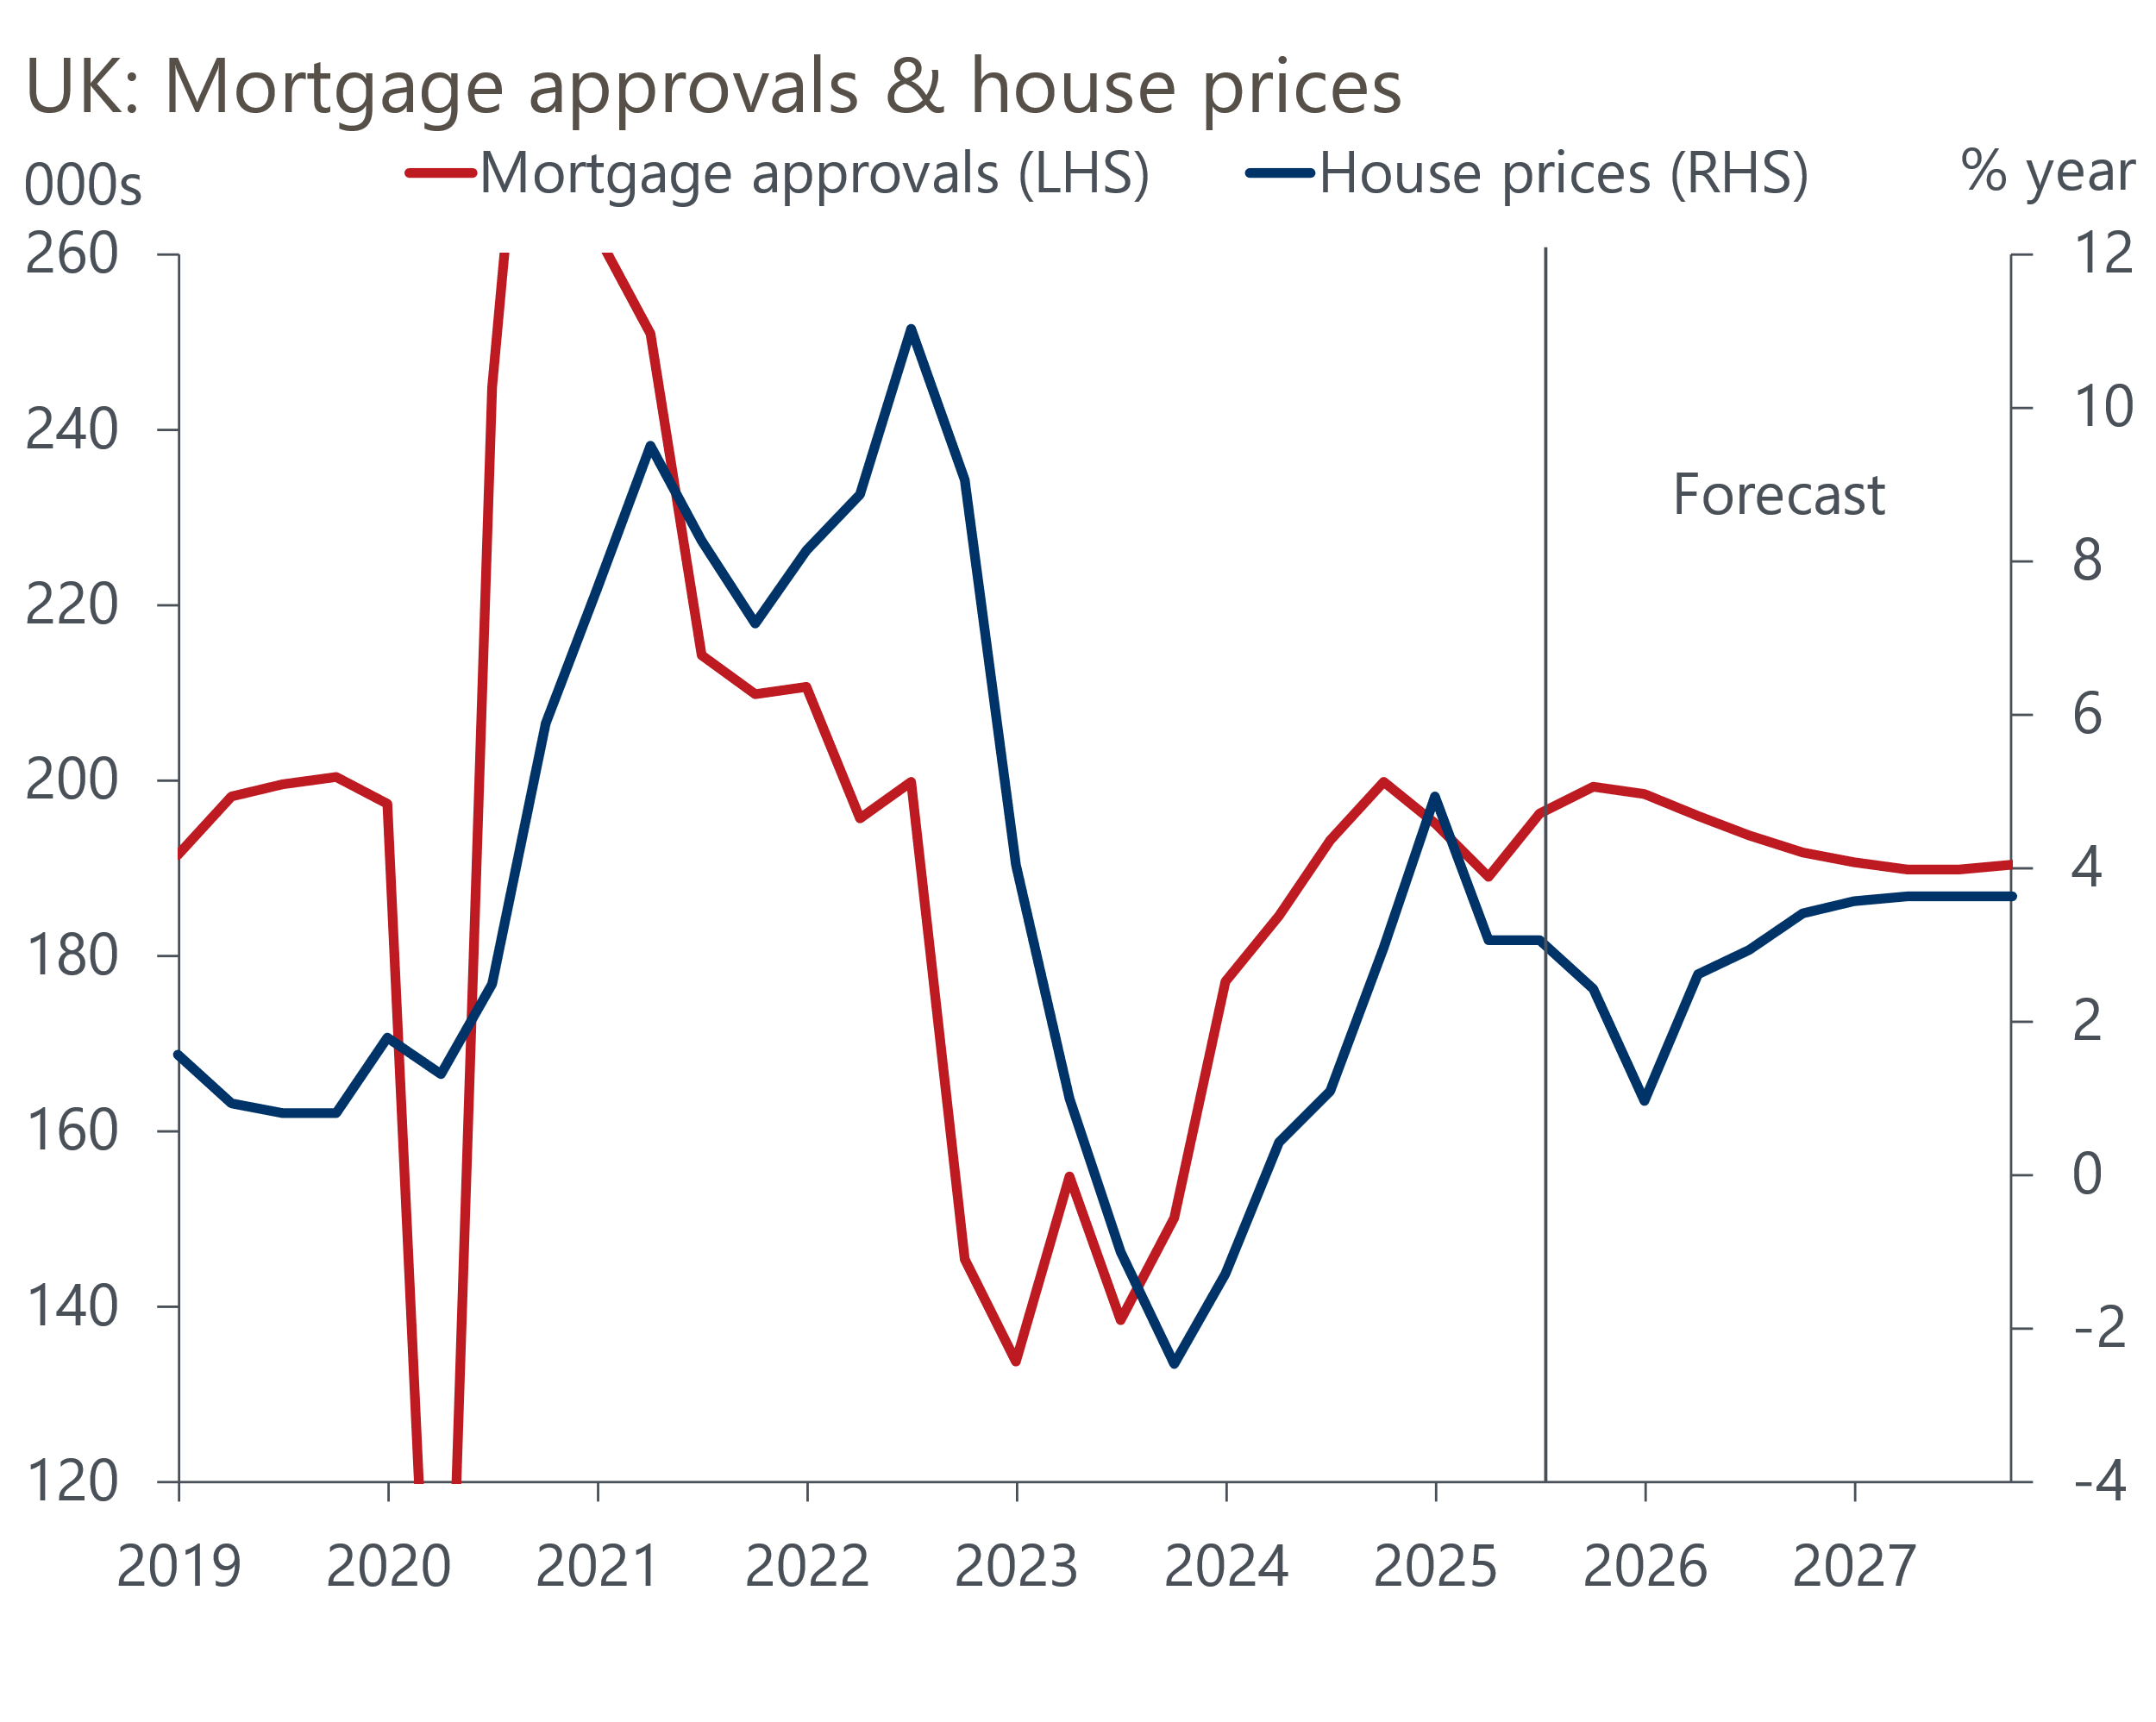 UK: Mortgage approvals & house prices
000s
Mortgage approvals (LHS)
House prices (RHS)
% year
260
240
220
200
180
160
140
120
Forecast
12
10
8
6
4
2
0
-2
-4
2019 2020 2021 2022 2023 2024 2025 2026 2027